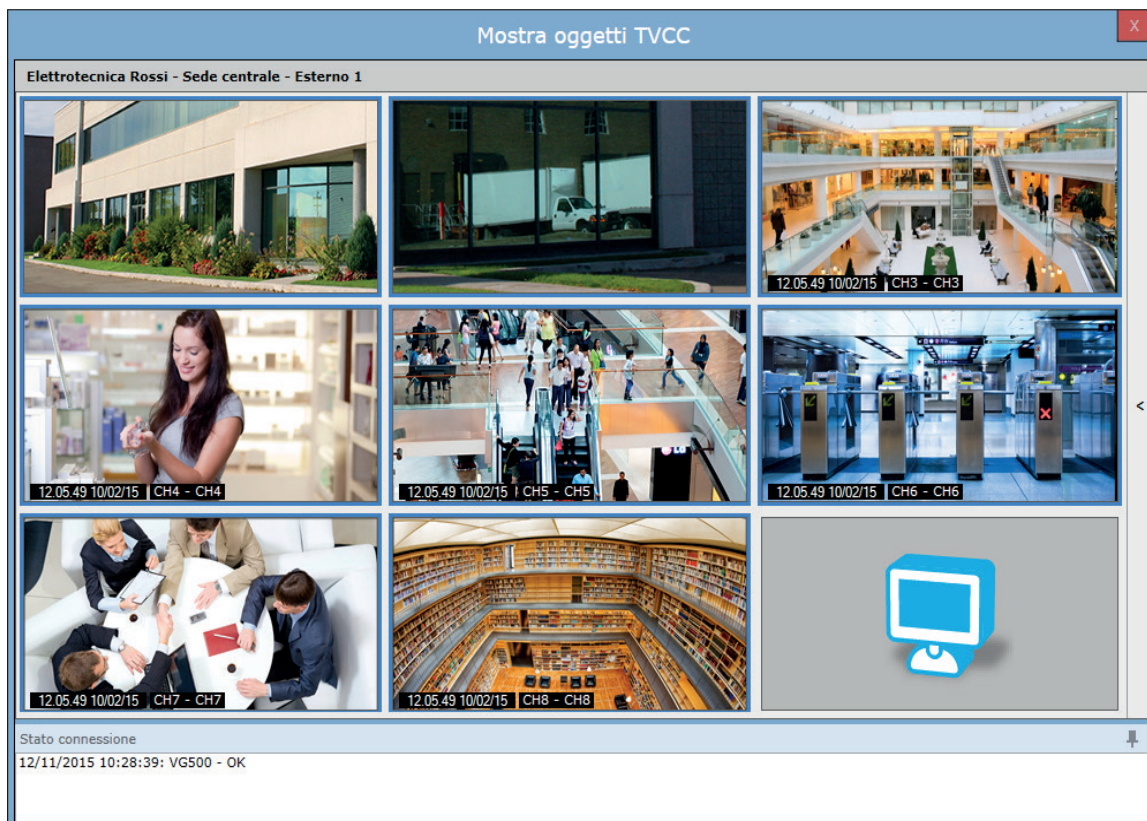 Mostra oggetti TVCC
X
Elettrotecnica Rossi - Sede centrale - Esterno 1
12.05.49 10/02/15 CH3 - CH3
12.05.49 10/02/15 CH4 - CH4
12.05.49 10/02/15 CH5 - CH5
12.05.49 10/02/15 CH6 - CH6
<
12.05.49 10/02/15 CH7 - CH7
12.05.49 10/02/15 CH8 - CH8
Stato connessione
12/11/2015 10:28:39: VG500 - OK